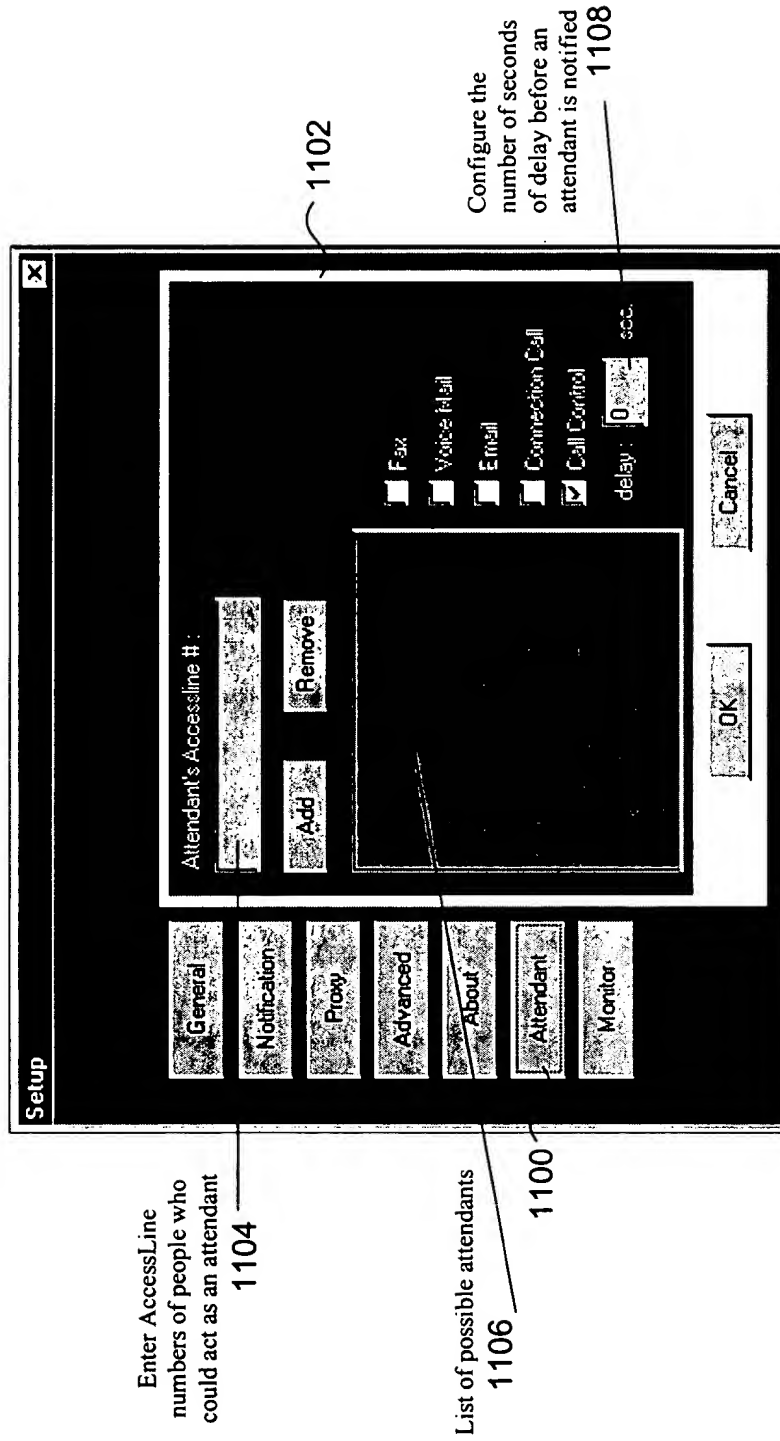 Setup
X
General
Notification
Proxy
Advanced
About
Attendant
Monitor
Attendant's Accessline # :
Add
Remove
Fax
Voice Mail
Email
Connection Call
Call Control
delay :
0
sec.
OK
Cancel
Enter AccessLine
numbers of people who
could act as an attendant
1104
List of possible attendants
1106
1100
1102
Configure the
number of seconds
of delay before an
attendant is notified
1108